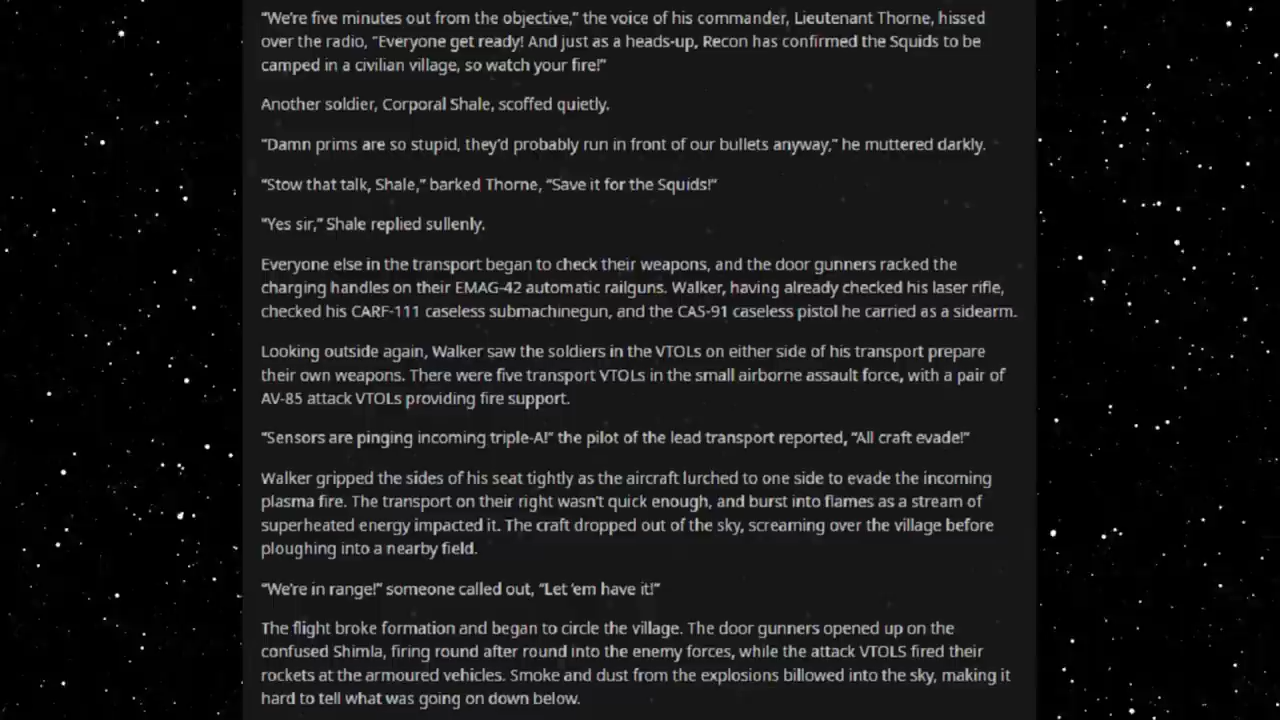 “We’re five minutes out from the objective,” the voice of his commander, Lieutenant Thorne, hissed
over the radio, “Everyone get ready! And just as a heads-up, Recon has confirmed the Squids to be
camped in a civilian village, so watch your fire!”
Another soldier, Corporal Shale, scoffed quietly.
“Damn prims are so stupid, they’d probably run in front of our bullets anyway,” he muttered darkly.
“Stow that talk, Shale,” barked Thorne, “Save it for the Squids!”
“Yes sir,” Shale replied sullenly.
Everyone else in the transport began to check their weapons, and the door gunners racked the
charging handles on their EMAG-42 automatic railguns. Walker, having already checked his laser rifle,
checked his CARF-111 caseless submachinegun, and the CAS-91 caseless pistol he carried as a sidearm.
Looking outside again, Walker saw the soldiers in the VTOLs on either side of his transport prepare
their own weapons. There were five transport VTOLs in the small airborne assault force, with a pair of
AV-85 attack VTOLs providing fire support.
“Sensors are pinging incoming triple-A!” the pilot of the lead transport reported, “All craft evade!”
Walker gripped the sides of his seat tightly as the aircraft lurched to one side to evade the incoming
plasma fire. The transport on their right wasn’t quick enough, and burst into flames as a stream of
superheated energy impacted it. The craft dropped out of the sky, screaming over the village before
ploughing into a nearby field.
“We’re in range!” someone called out, “Let ‘em have it!”
The flight broke formation and began to circle the village. The door gunners opened up on the
confused Shimla, firing round after round into the enemy forces, while the attack VTOLS fired their
rockets at the armoured vehicles. Smoke and dust from the explosions billowed into the sky, making it
hard to tell what was going on down below.